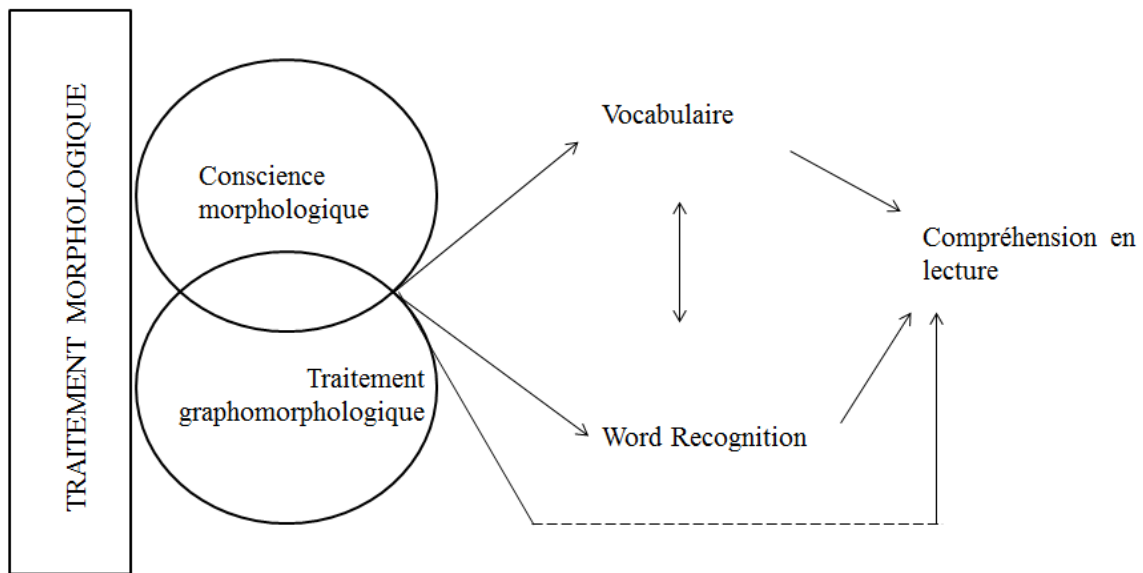 TRAITEMENT MORPHOLOGIQUE
Conscience
morphologique
Traitement
graphomorphologique
Vocabulaire
Word Recognition
Compréhension en
lecture